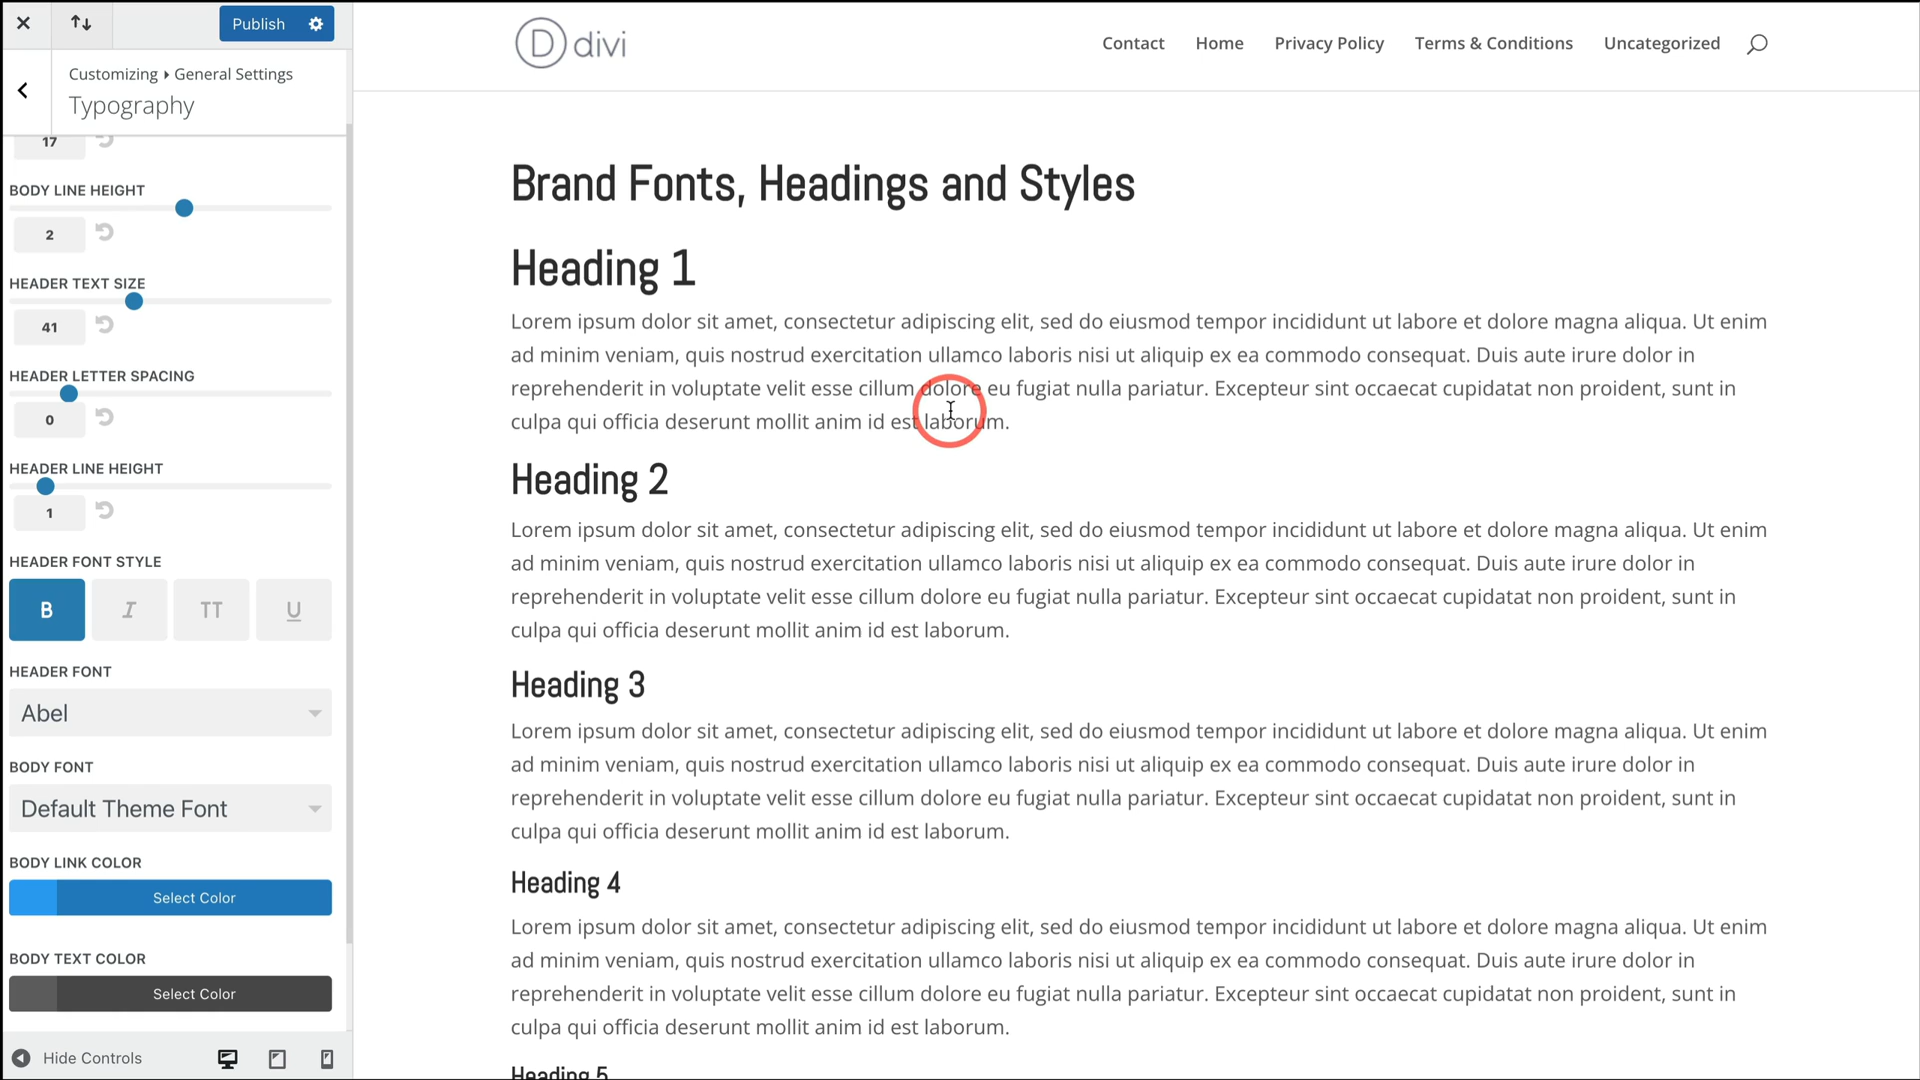 Publish
Customizing ▸ General Settings
Typography
17
BODY LINE HEIGHT
2
HEADER TEXT SIZE
41
HEADER LETTER SPACING
0
HEADER LINE HEIGHT
1
HEADER FONT STYLE
B I TT U
HEADER FONT
Abel
BODY FONT
Default Theme Font
BODY LINK COLOR
Select Color
BODY TEXT COLOR
Select Color
Hide Controls
D divi
Contact Home Privacy Policy Terms & Conditions Uncategorized
Brand Fonts, Headings and Styles
Heading 1
Lorem ipsum dolor sit amet, consectetur adipiscing elit, sed do eiusmod tempor incididunt ut labore et dolore magna aliqua. Ut enim
ad minim veniam, quis nostrud exercitation ullamco laboris nisi ut aliquip ex ea commodo consequat. Duis aute irure dolor in
reprehenderit in voluptate velit esse cillum dolore eu fugiat nulla pariatur. Excepteur sint occaecat cupidatat non proident, sunt in
culpa qui officia deserunt mollit anim id est laborum.
Heading 2
Lorem ipsum dolor sit amet, consectetur adipiscing elit, sed do eiusmod tempor incididunt ut labore et dolore magna aliqua. Ut enim
ad minim veniam, quis nostrud exercitation ullamco laboris nisi ut aliquip ex ea commodo consequat. Duis aute irure dolor in
reprehenderit in voluptate velit esse cillum dolore eu fugiat nulla pariatur. Excepteur sint occaecat cupidatat non proident, sunt in
culpa qui officia deserunt mollit anim id est laborum.
Heading 3
Lorem ipsum dolor sit amet, consectetur adipiscing elit, sed do eiusmod tempor incididunt ut labore et dolore magna aliqua. Ut enim
ad minim veniam, quis nostrud exercitation ullamco laboris nisi ut aliquip ex ea commodo consequat. Duis aute irure dolor in
reprehenderit in voluptate velit esse cillum dolore eu fugiat nulla pariatur. Excepteur sint occaecat cupidatat non proident, sunt in
culpa qui officia deserunt mollit anim id est laborum.
Heading 4
Lorem ipsum dolor sit amet, consectetur adipiscing elit, sed do eiusmod tempor incididunt ut labore et dolore magna aliqua. Ut enim
ad minim veniam, quis nostrud exercitation ullamco laboris nisi ut aliquip ex ea commodo consequat. Duis aute irure dolor in
reprehenderit in voluptate velit esse cillum dolore eu fugiat nulla pariatur. Excepteur sint occaecat cupidatat non proident, sunt in
culpa qui officia deserunt mollit anim id est laborum.
Heading 5